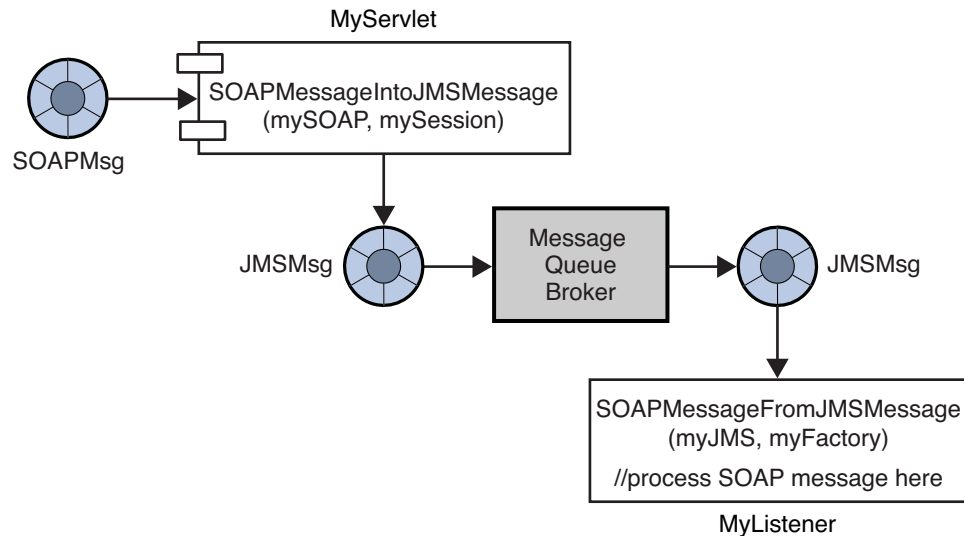 MyServlet
SOAPMessageIntoJMSMessage
(mySOAP, mySession)
SOAPMsg
JMSMsg
Message
Queue
Broker
JMSMsg
SOAPMessageFromJMSMessage
(myJMS, myFactory)
//process SOAP message here
MyListener